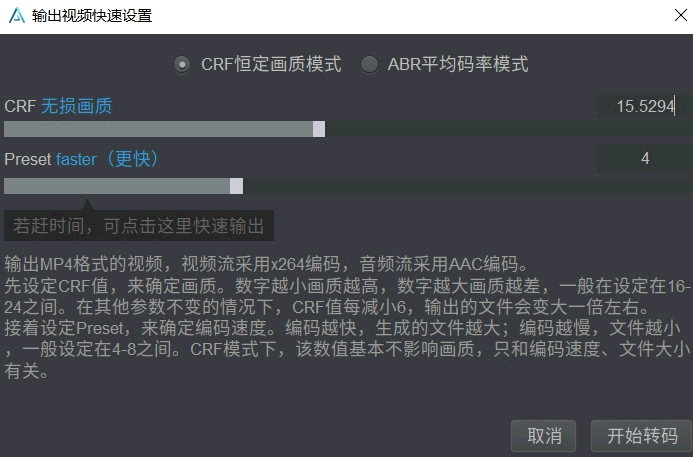 输出视频快速设置
CRF恒定画质模式 ABR平均码率模式
CRF 无损画质 15.5294
Preset faster（更快） 4
若赶时间，可点击这里快速输出
输出MP4格式的视频，视频流采用x264编码，音频流采用AAC编码。
先设定CRF值，来确定画质。数字越小画质越高，数字越大画质越差，一般在设定在16-
24之间。在其他参数不变的情况下，CRF值每减小6，输出的文件会变大一倍左右。
接着设定Preset，来确定编码速度。编码越快，生成的文件越大；编码越慢，文件越小
，一般设定在4-8之间。CRF模式下，该数值基本不影响画质，只和编码速度、文件大小
有关。
取消 开始转码